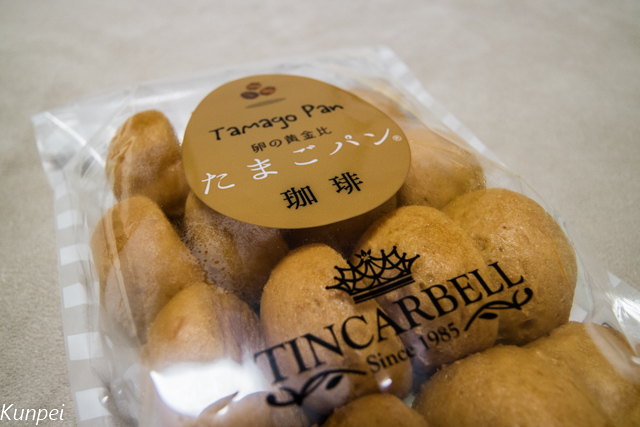 Tamago Pan
卵の黄金比
たまごパン®
珈琲
TINCARBELL
Since 1985
Kunpei